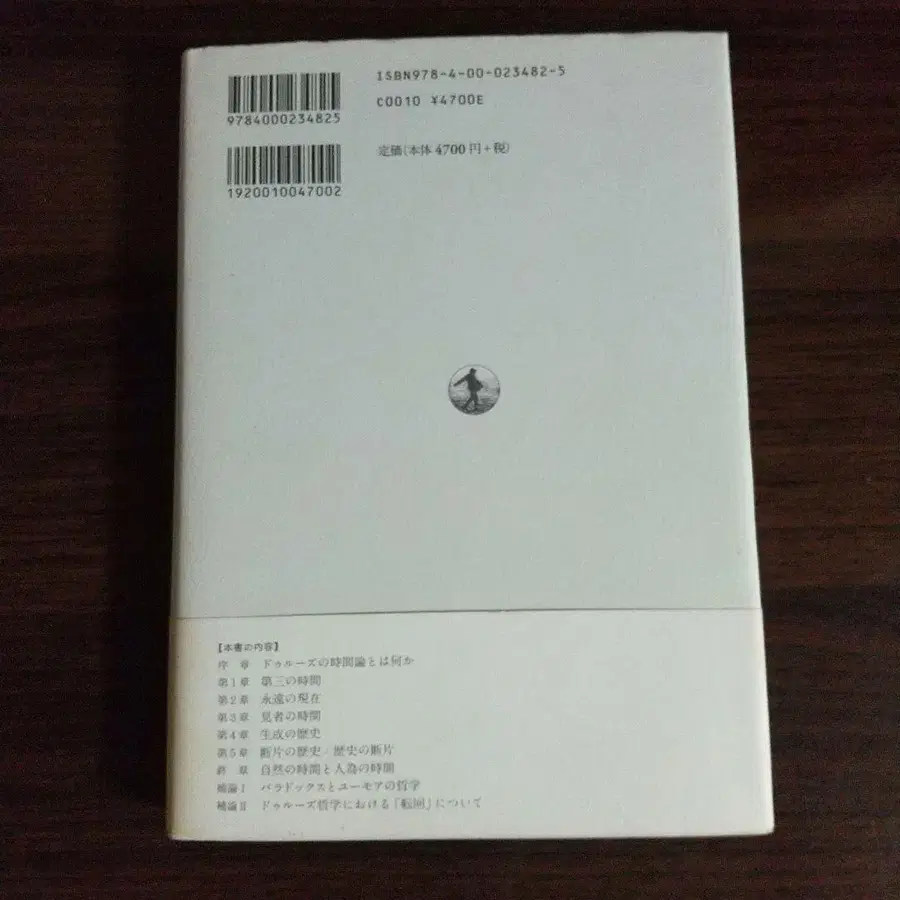 ISBN978-4-00-023482-5
C0010 ¥4700E
9784000234825
定価(本体 4700 円+税)
1920010047002
【本書の内容】
序 章 ドゥルーズの時間論とは何か
第1章 第三の時間
第2章 永遠の現在
第3章 見者の時間
第4章 生成の歴史
第5章 断片の歴史/歴史の断片
終 章 自然の時間と人為の時間
補論Ⅰ パラドックスとユーモアの哲学
補論Ⅱ ドゥルーズ哲学における「転回」について